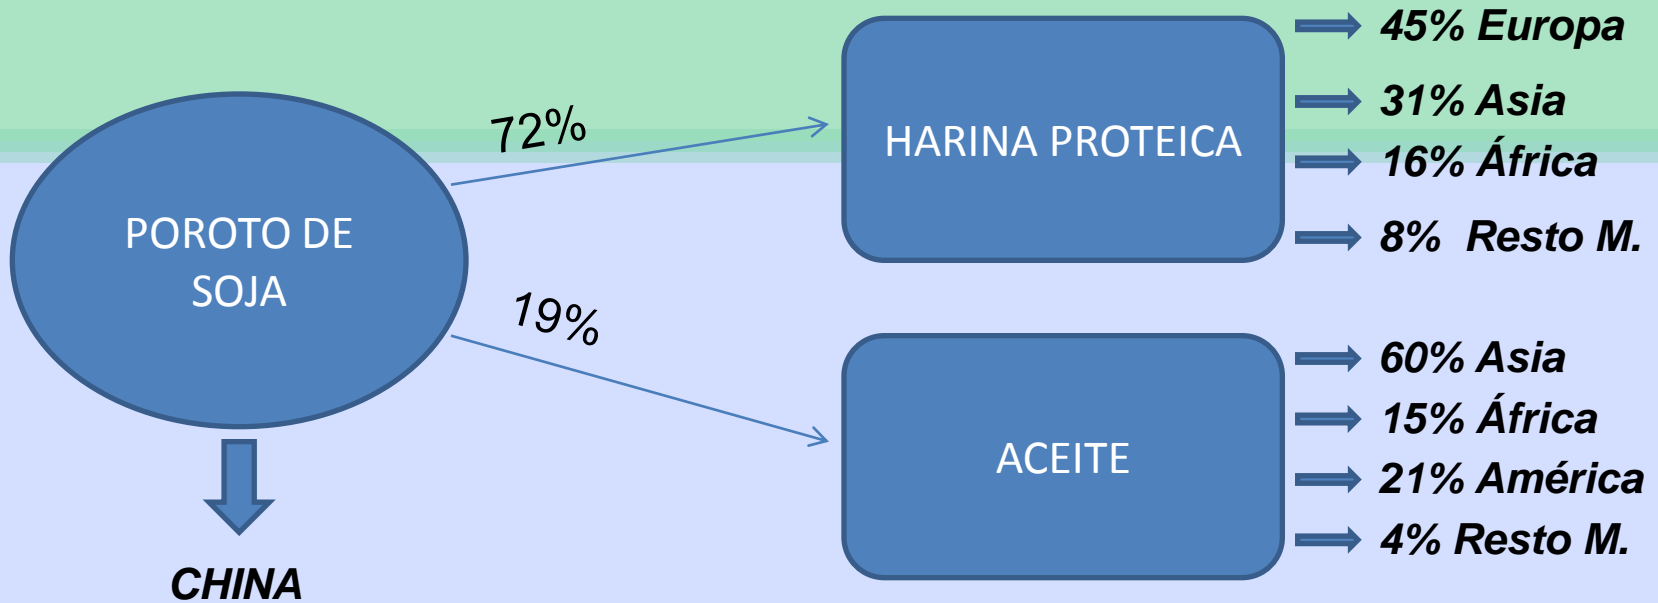 POROTO DE
SOJA
CHINA
72%
19%
HARINA PROTEICA
45% Europa
31% Asia
16% África
8% Resto M.
ACEITE
60% Asia
15% África
21% América
4% Resto M.